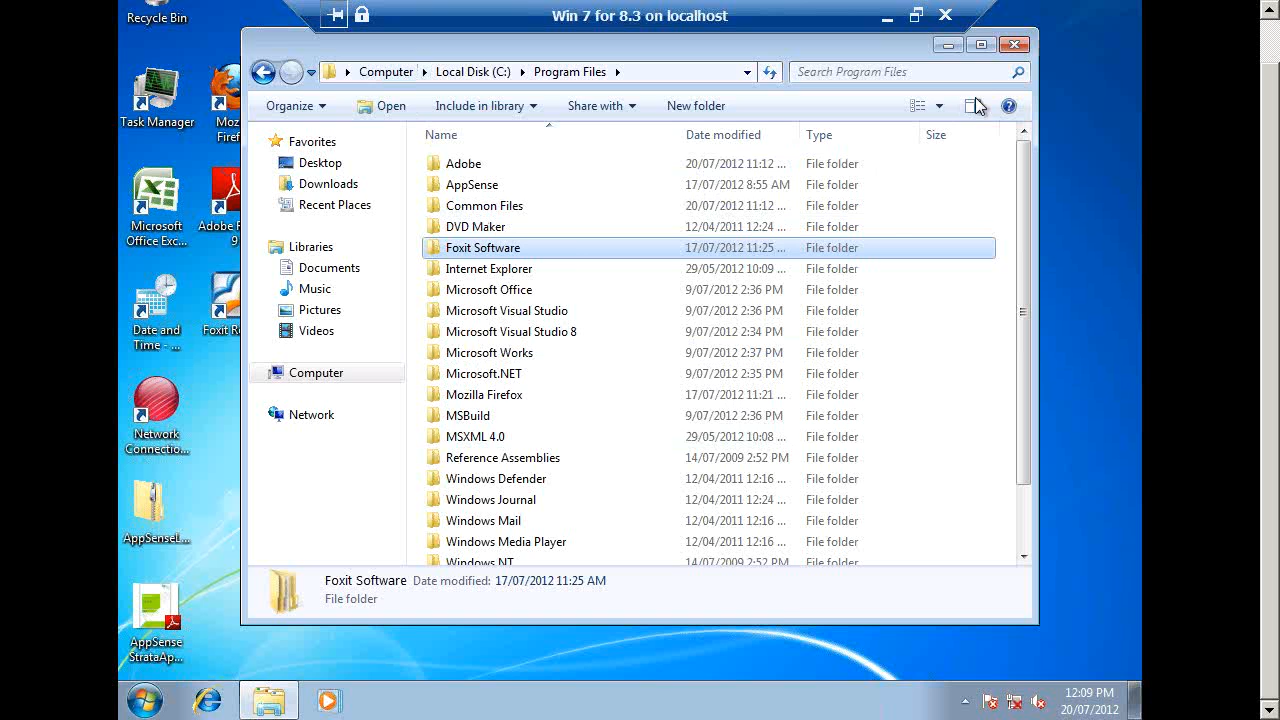 Win 7 for 8.3 on localhost
Recycle Bin
Computer Local Disk (C:) Program Files
Search Program Files
Organize Open Include in library Share with New folder
Name Date modified Type Size
Favorites
Desktop
Downloads
Recent Places
Libraries
Documents
Music
Pictures
Videos
Computer
Network
Adobe 20/07/2012 11:12 ... File folder
AppSense 17/07/2012 8:55 AM File folder
Common Files 20/07/2012 11:12 ... File folder
DVD Maker 12/04/2011 12:24 ... File folder
Foxit Software 17/07/2012 11:25 ... File folder
Internet Explorer 29/05/2012 10:09 ... File folder
Microsoft Office 9/07/2012 2:36 PM File folder
Microsoft Visual Studio 9/07/2012 2:36 PM File folder
Microsoft Visual Studio 8 9/07/2012 2:34 PM File folder
Microsoft Works 9/07/2012 2:37 PM File folder
Microsoft.NET 9/07/2012 2:35 PM File folder
Mozilla Firefox 17/07/2012 11:21 ... File folder
MSBuild 9/07/2012 2:36 PM File folder
MSXML 4.0 29/05/2012 10:08 ... File folder
Reference Assemblies 14/07/2009 2:52 PM File folder
Windows Defender 12/04/2011 12:16 ... File folder
Windows Journal 12/04/2011 12:24 ... File folder
Windows Mail 12/04/2011 12:16 ... File folder
Windows Media Player 12/04/2011 12:16 ... File folder
Windows NT 14/07/2009 2:52 PM File folder
Foxit Software Date modified: 17/07/2012 11:25 AM
File folder
Task Manager
Moz
Firef
Microsoft
Office Exc...
Adobe
9
Date and
Time - ...
Foxit R
Network
Connectio...
AppSenseL...
AppSense
StrataAp...
12:09 PM
20/07/2012